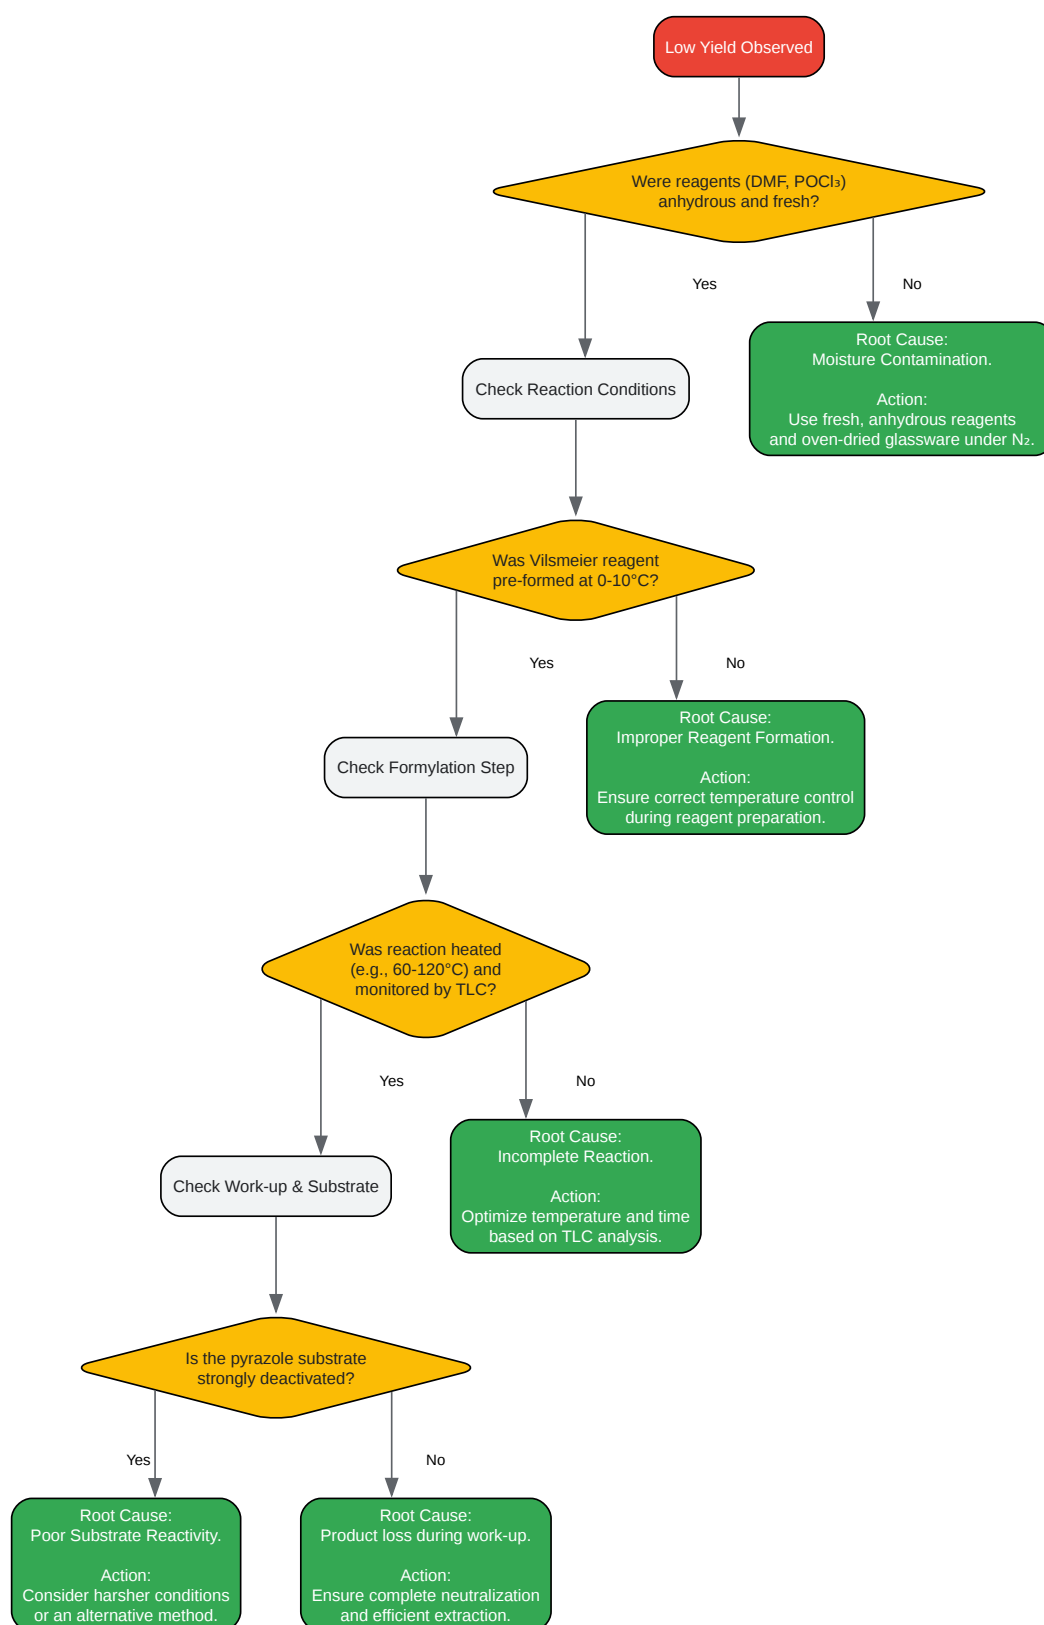 Low Yield Observed
Were reagents (DMF, POCl₃)
anhydrous and fresh?
Yes
No
Root Cause:
Moisture Contamination.
Action:
Use fresh, anhydrous reagents
and oven-dried glassware under N₂.
Check Reaction Conditions
Was Vilsmeier reagent
pre-formed at 0-10°C?
Yes
No
Root Cause:
Improper Reagent Formation.
Action:
Ensure correct temperature control
during reagent preparation.
Check Formylation Step
Was reaction heated
(e.g., 60-120°C) and
monitored by TLC?
Yes
No
Root Cause:
Incomplete Reaction.
Action:
Optimize temperature and time
based on TLC analysis.
Check Work-up & Substrate
Is the pyrazole substrate
strongly deactivated?
Yes
No
Root Cause:
Poor Substrate Reactivity.
Action:
Consider harsher conditions
or an alternative method.
Root Cause:
Product loss during work-up.
Action:
Ensure complete neutralization
and efficient extraction.